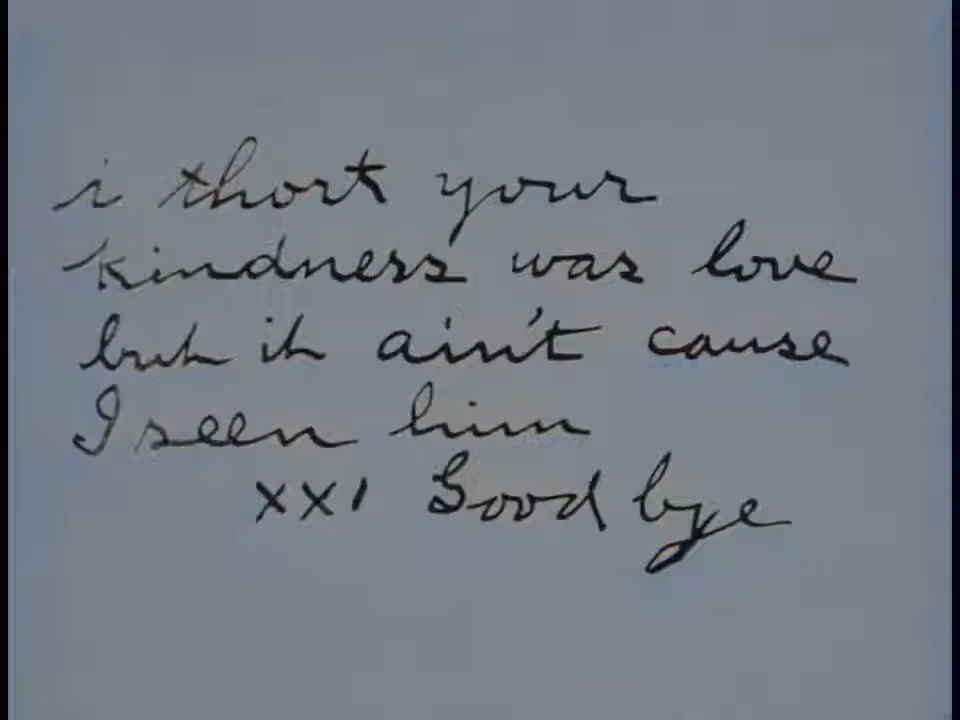 i thort your
kindness was love
but it ain't cause
I seen him
xx1 Good bye